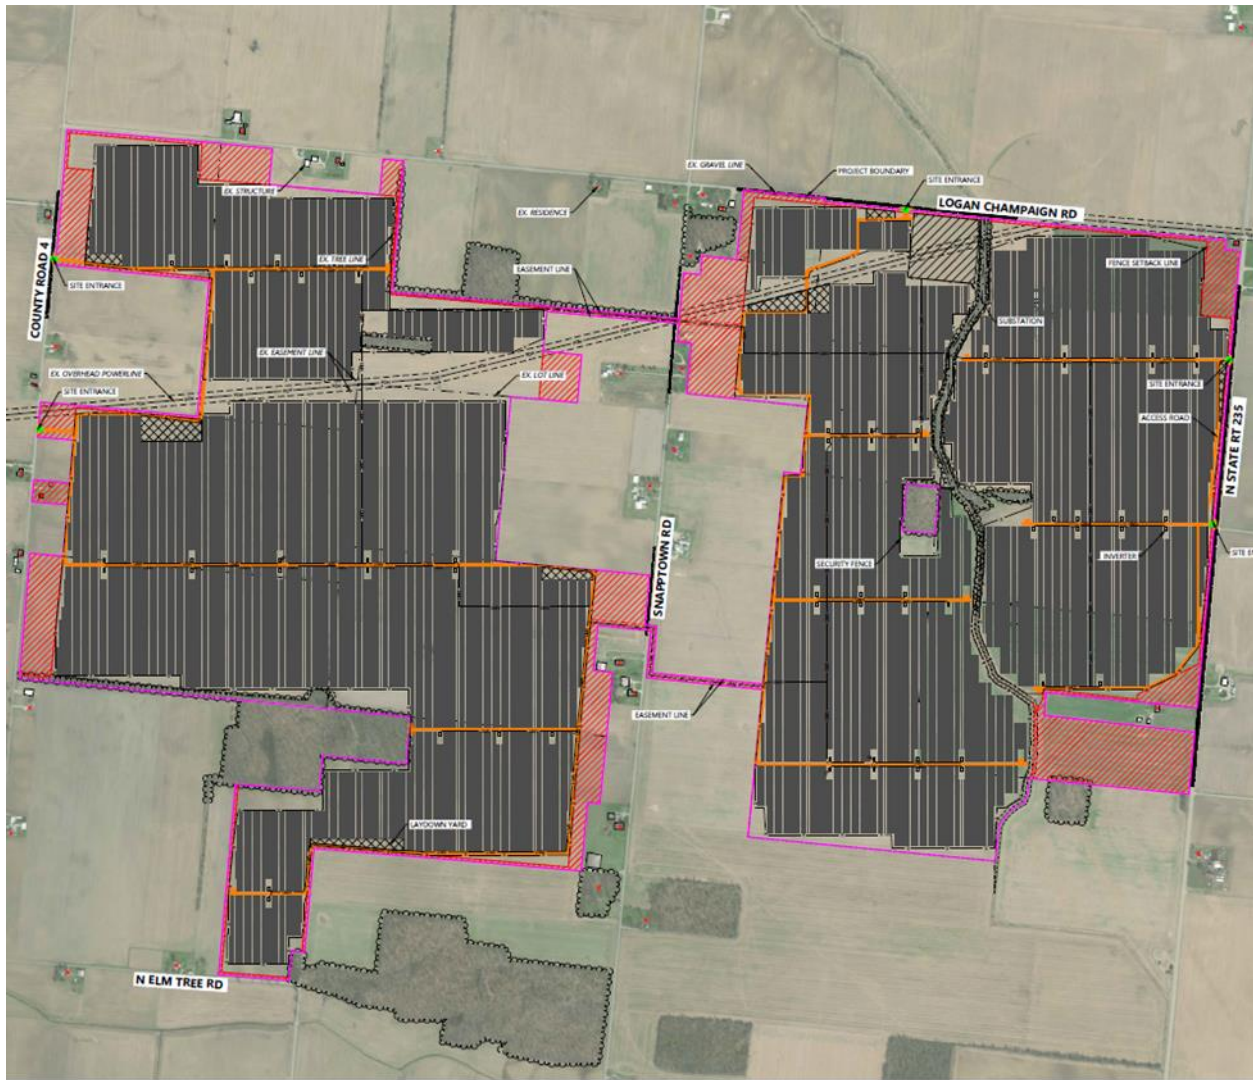 EX. GRAVEL LINE
PROJECT BOUNDARY
SITE ENTRANCE
EX. STRUCTURE
EX. RESIDENCE
LOGAN CHAMPAIGN RD
EX. TREE LINE
EASEMENT LINE
FENCE SETBACK LINE
COUNTY ROAD 4
SITE ENTRANCE
SUBSTATION
EX. EASEMENT LINE
EX. OVERHEAD POWERLINE
EX. LOT LINE
SITE ENTRANCE
SITE ENTRANCE
ACCESS ROAD
N STATE RT 235
SNAPPTOWN RD
SECURITY FENCE
INVERTER
SITE E
EASEMENT LINE
LAYDOWN YARD
N ELM TREE RD